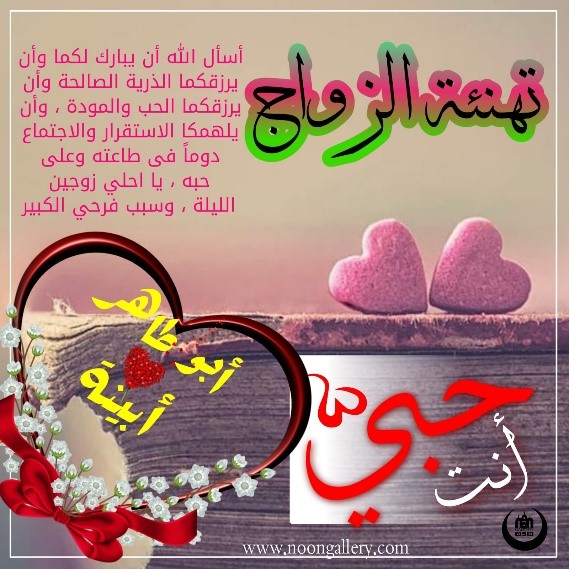 تهنئة الزواج
أسأل الله أن يبارك لكما وأن
يرزقكما الذرية الصالحة وأن
يرزقكما الحب والمودة ، وأن
يلهمكا الاستقرار والاجتماع
دوماً فى طاعته وعلى
حبه ، يا احلي زوجين
الليلة ، وسبب فرحي الكبير
أبو طاهر
أبينة
أنت حبي
www.noongallery.com